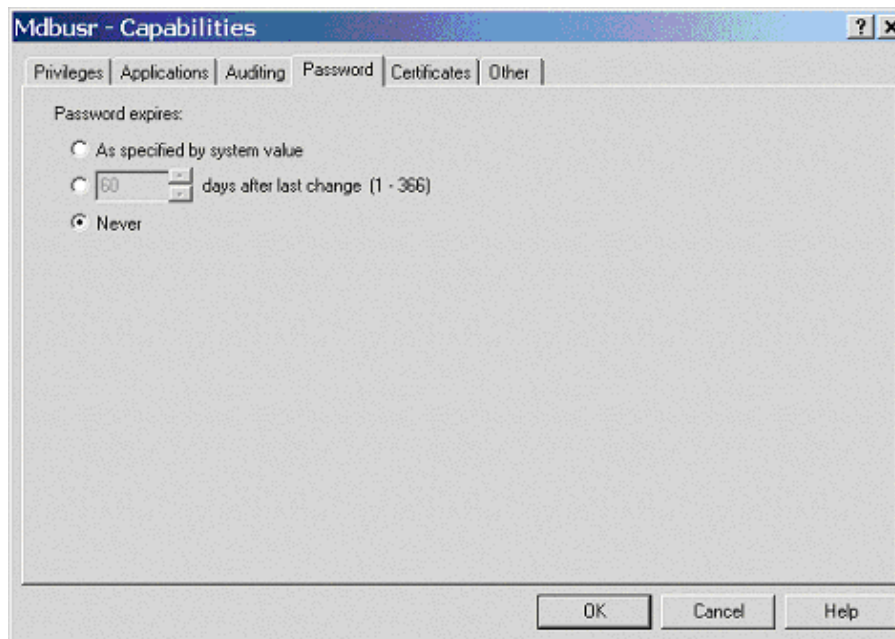 Mdbusr - Capabilities
Privileges Applications Auditing Password Certificates Other
Password expires:
As specified by system value
60 days after last change (1 - 366)
Never
OK Cancel Help